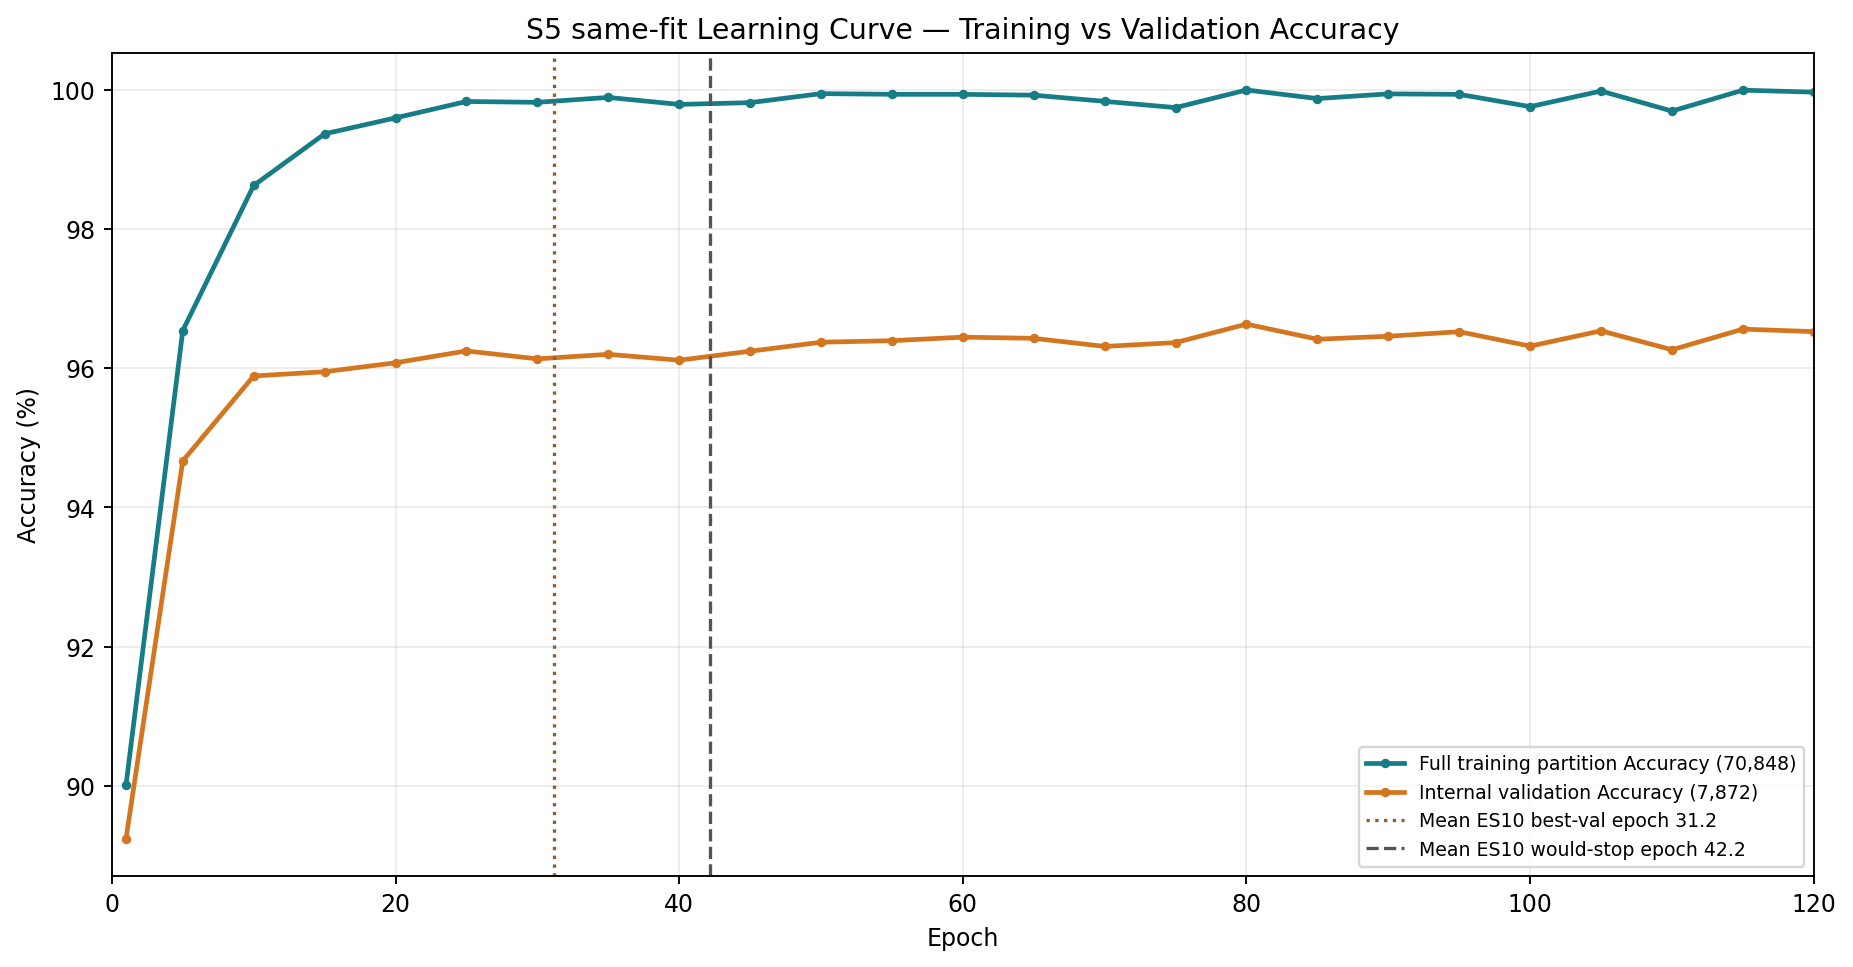 S5 same-fit Learning Curve — Training vs Validation Accuracy
Accuracy (%)
100
98
96
94
92
90
0
20
40
60
80
100
120
Epoch
Full training partition Accuracy (70,848)
Internal validation Accuracy (7,872)
Mean ES10 best-val epoch 31.2
Mean ES10 would-stop epoch 42.2